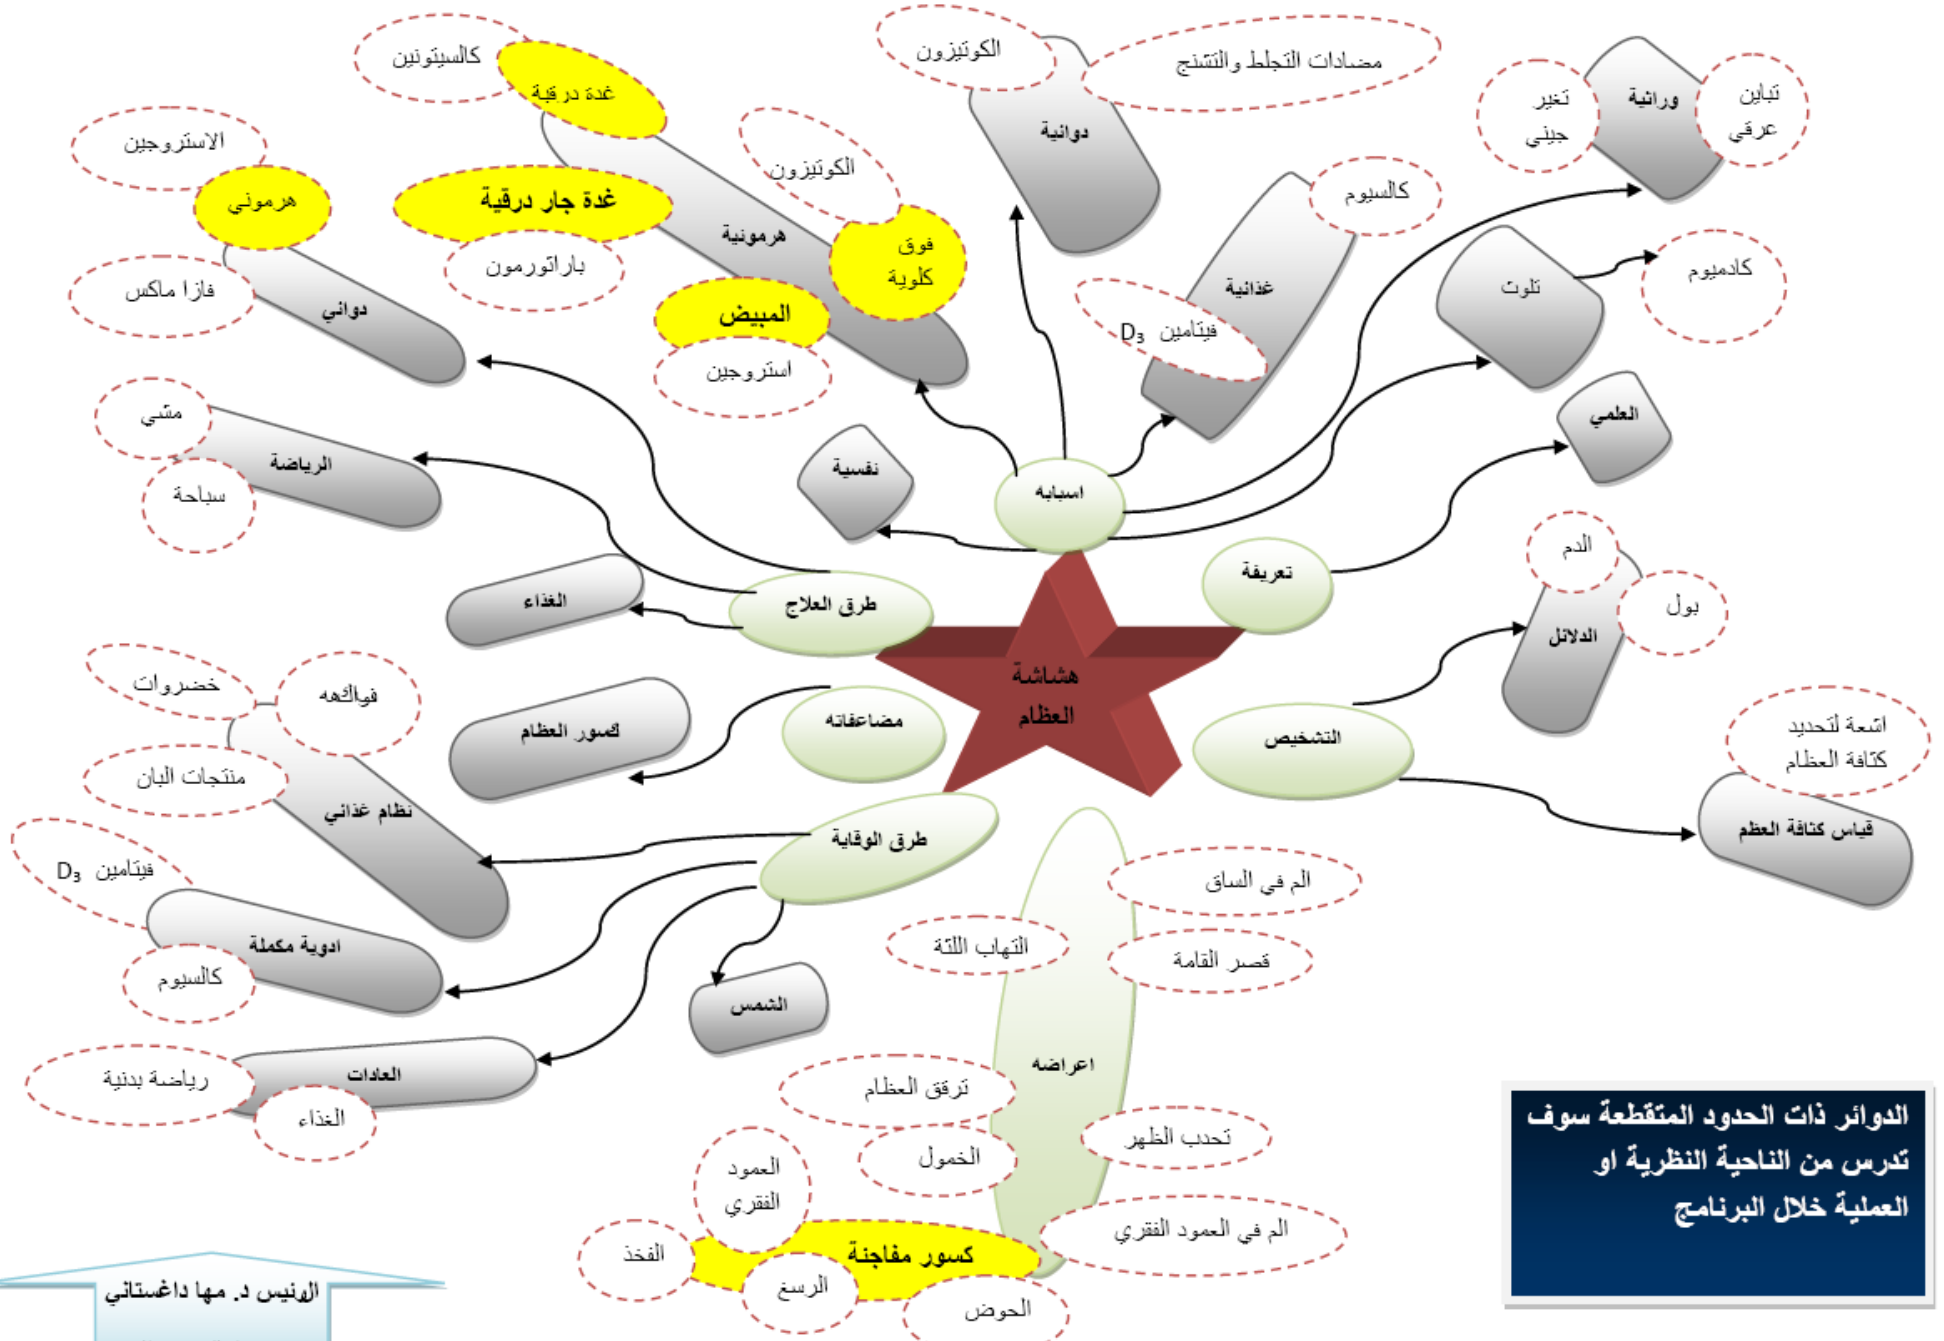 هشاشة
العظام
اسبابه
وراثية
تباين
عرقي
تغير
جيني
دوائية
مضادات التجلط والتشنج
الكوتيزون
هرمونية
غدة درقية
كالسيتونين
غدة جار درقية
باراتورمون
فوق
كلوية
الكوتيزون
المبيض
استروجين
غذائية
كالسيوم
فيتامين D₃
تلوث
كادميوم
نفسية
تعريفة
العلمي
التشخيص
الدلائل
الدم
بول
قياس كثافة العظم
اشعة لتحديد
كثافة العظام
طرق العلاج
دوائي
هرموني
الاستروجين
فازا ماكس
الرياضة
مشي
سباحة
الغذاء
مضاعفاته
كسور العظام
طرق الوقاية
نظام غذائي
فواكهه
خضروات
منتجات البان
ادوية مكملة
فيتامين D₃
كالسيوم
العادات
رياضة بدنية
الغذاء
الشمس
اعراضه
الم في الساق
التهاب اللثة
قصر القامة
ترقق العظام
تحدب الظهر
الخمول
الم في العمود الفقري
كسور مفاجئة
العمود
الفقري
الفخذ
الرسغ
الحوض
الدوائر ذات الحدود المتقطعة سوف
تدرس من الناحية النظرية او
العملية خلال البرنامج
الرئيس د. مها داغستاني